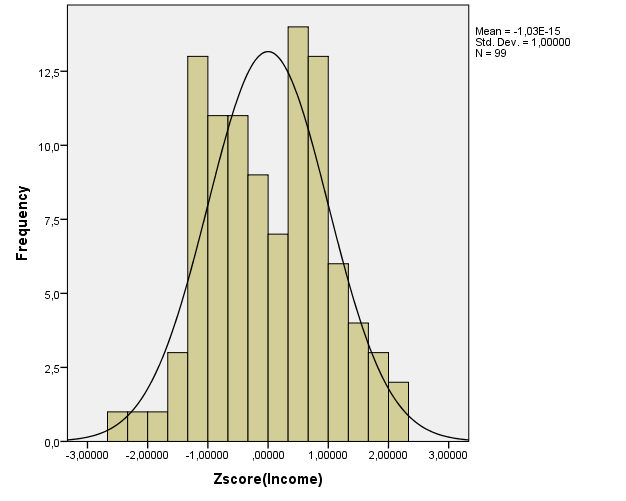 Mean = -1,03E-15
Std. Dev. = 1,00000
N = 99
12,5
10,0
7,5
5,0
2,5
0,0
Frequency
-3,00000 -2,00000 -1,00000 ,00000 1,00000 2,00000 3,00000
Zscore(Income)